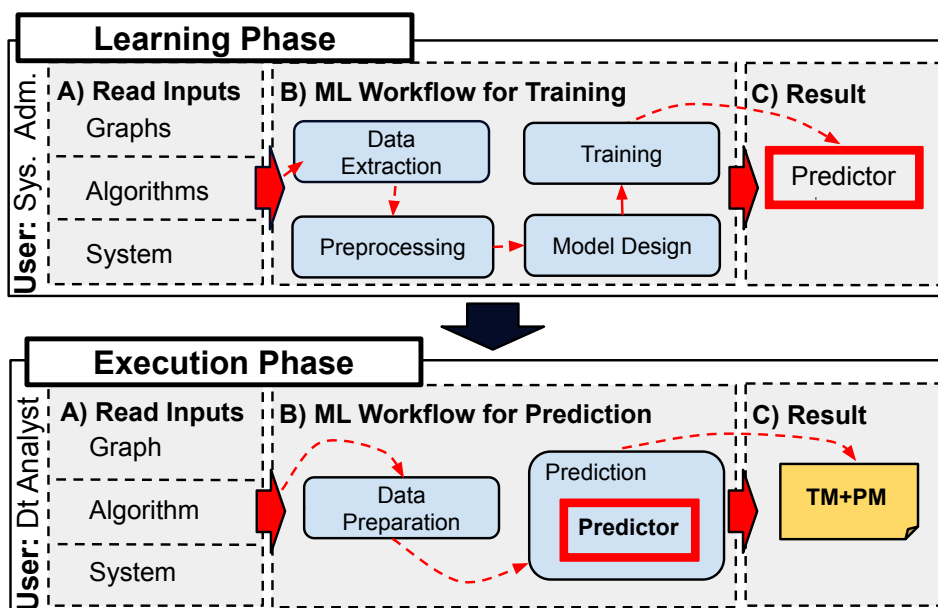 Learning Phase
User: Sys. Adm.
A) Read Inputs
Graphs
Algorithms
System
B) ML Workflow for Training
Data
Extraction
Preprocessing
Training
Model Design
C) Result
Predictor
Execution Phase
User: Dt Analyst
A) Read Inputs
Graph
Algorithm
System
B) ML Workflow for Prediction
Data
Preparation
Prediction
Predictor
C) Result
TM+PM